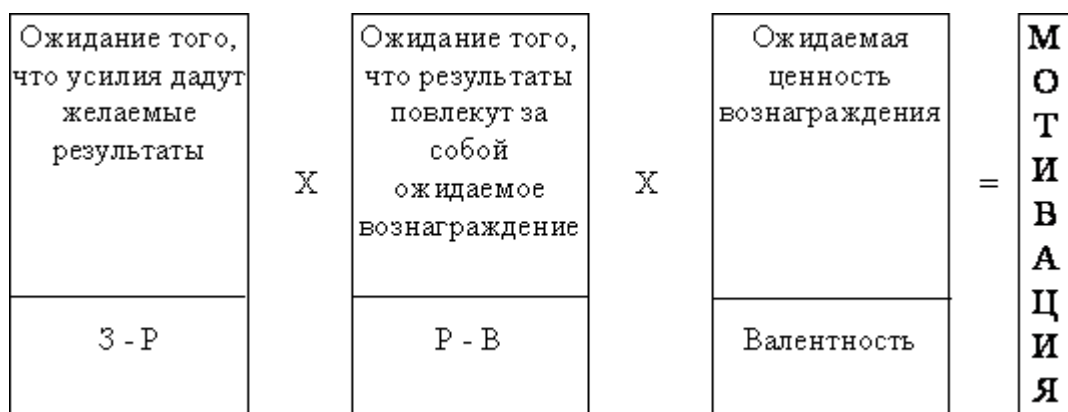 Ожидание того,
что усилия дадут
желаемые
результаты
З - Р
X
Ожидание того,
что результаты
повлекут за
собой
ожидаемое
вознаграждение
Р - В
X
Ожидаемая
ценность
вознаграждения
Валентность
=
М
О
Т
И
В
А
Ц
И
Я